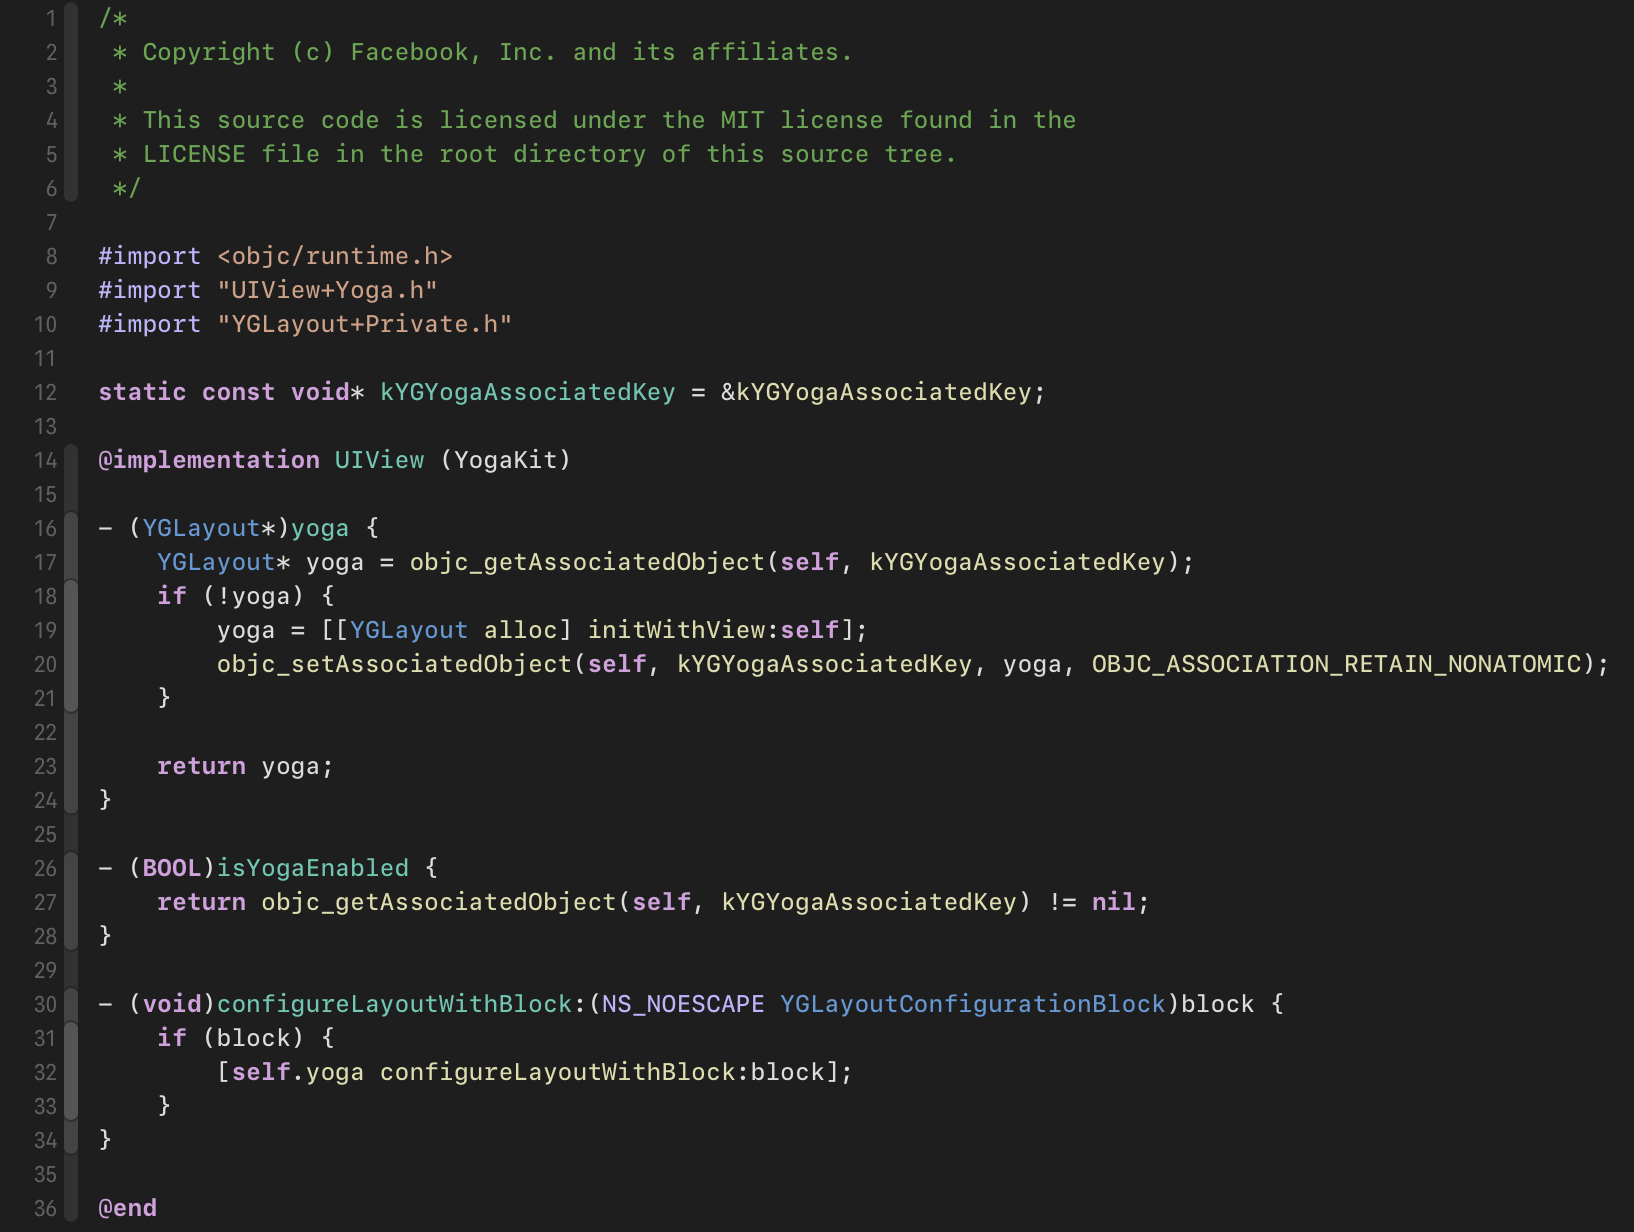 1 /*
2  * Copyright (c) Facebook, Inc. and its affiliates.
3  *
4  * This source code is licensed under the MIT license found in the
5  * LICENSE file in the root directory of this source tree.
6  */
7
8 #import <objc/runtime.h>
9 #import "UIView+Yoga.h"
10 #import "YGLayout+Private.h"
11
12 static const void* kYGYogaAssociatedKey = &kYGYogaAssociatedKey;
13
14 @implementation UIView (YogaKit)
15
16 - (YGLayout*)yoga {
17     YGLayout* yoga = objc_getAssociatedObject(self, kYGYogaAssociatedKey);
18     if (!yoga) {
19         yoga = [[YGLayout alloc] initWithView:self];
20         objc_setAssociatedObject(self, kYGYogaAssociatedKey, yoga, OBJC_ASSOCIATION_RETAIN_NONATOMIC);
21     }
22
23     return yoga;
24 }
25
26 - (BOOL)isYogaEnabled {
27     return objc_getAssociatedObject(self, kYGYogaAssociatedKey) != nil;
28 }
29
30 - (void)configureLayoutWithBlock:(NS_NOESCAPE YGLayoutConfigurationBlock)block {
31     if (block) {
32         [self.yoga configureLayoutWithBlock:block];
33     }
34 }
35
36 @end